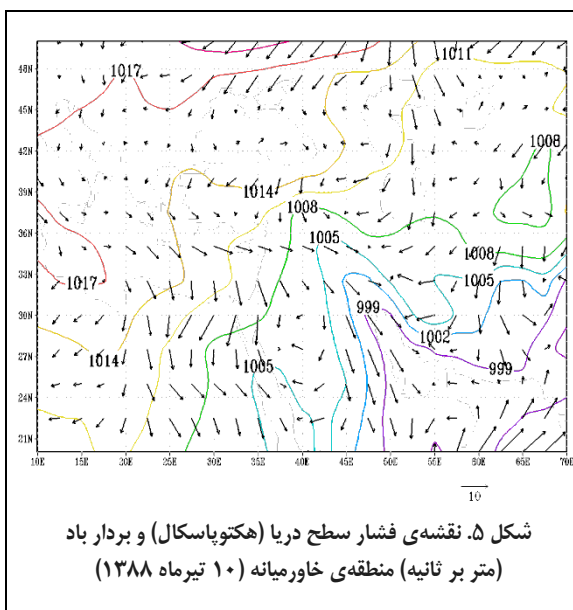 1017
1011
48N
45N
42N
1008
39N
1014
1008
36N
1008
1005
1005
33N
1017
999
30N
1002
27N
1014
999
1005
24N
999
21N
10E 15E 20E 25E 30E 35E 40E 45E 50E 55E 60E 65E 70E
10
شکل ۵. نقشه‌ی فشار سطح دریا (هکتوپاسکال) و بردار باد
(متر بر ثانیه) منطقه‌ی خاورمیانه (۱۰ تیرماه ۱۳۸۸)